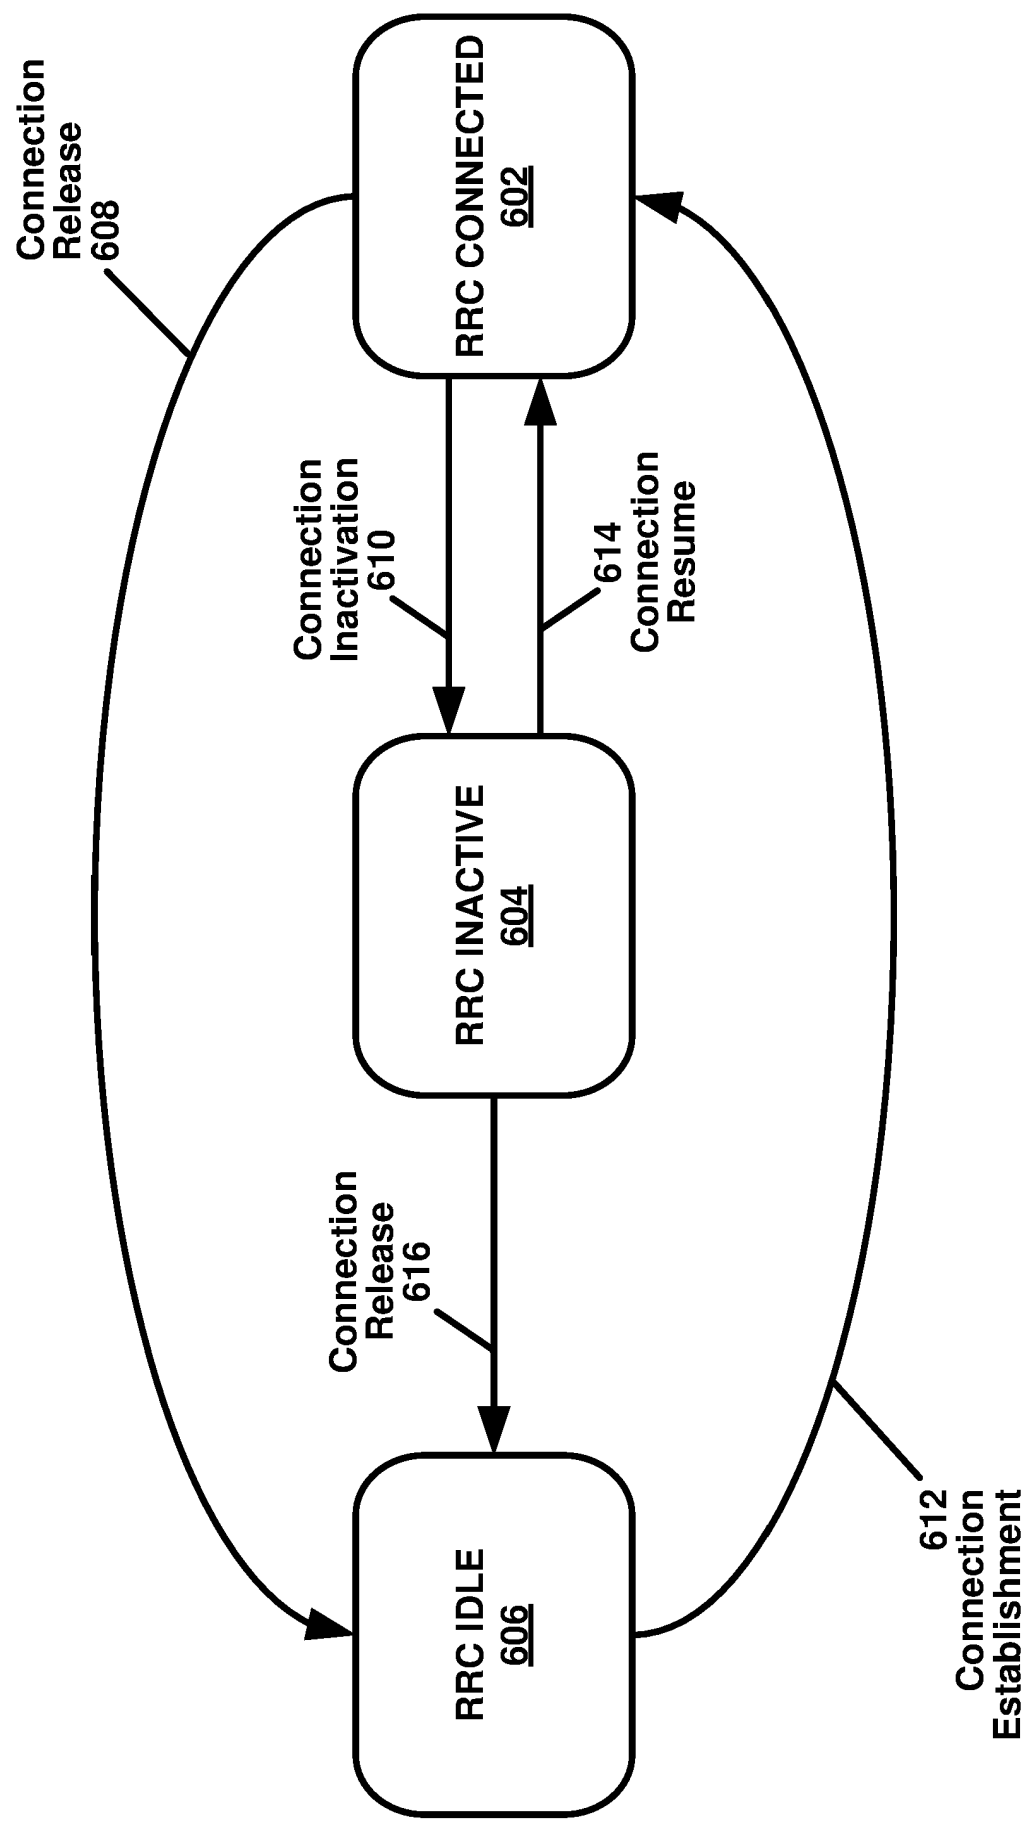 Connection
Release
608
RRC IDLE
606
Connection
Release
616
RRC INACTIVE
604
Connection
Inactivation
610
614
Connection
Resume
RRC CONNECTED
602
612
Connection
Establishment